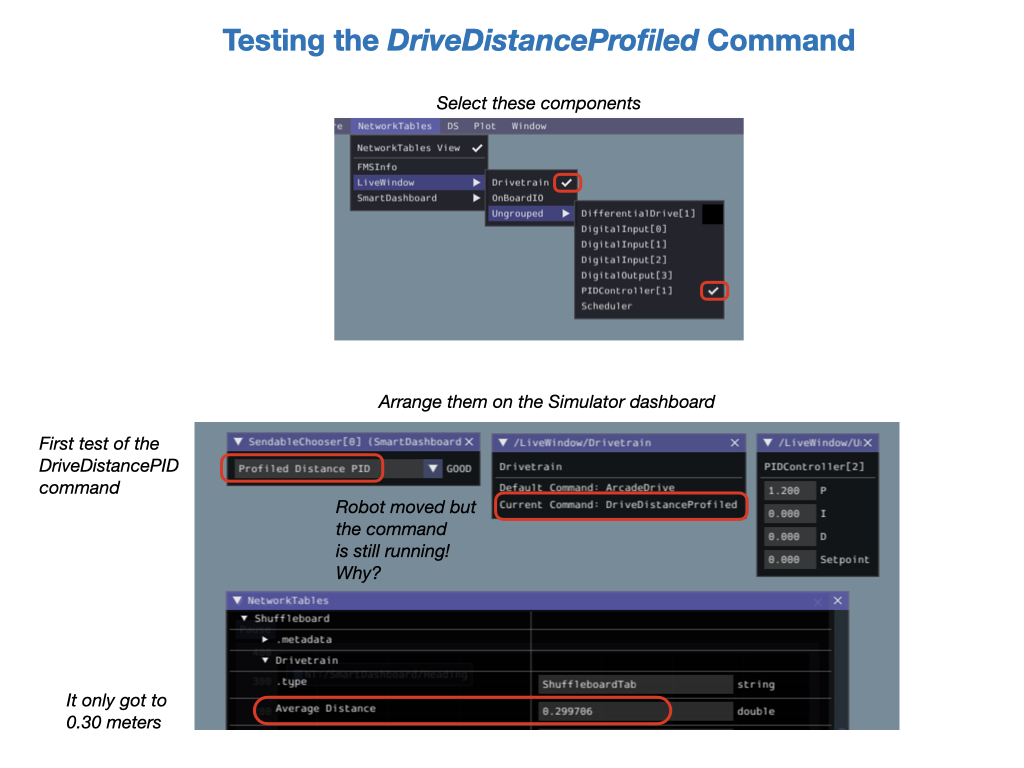 Testing the DriveDistanceProfiled Command
Select these components
re NetworkTables DS Plot Window
NetworkTables View
FMSInfo
LiveWindow
SmartDashboard
Drivetrain
OnBoardIO
Ungrouped
DifferentialDrive[1]
DigitalInput[0]
DigitalInput[1]
DigitalInput[2]
DigitalOutput[3]
PIDController[1]
Scheduler
Arrange them on the Simulator dashboard
First test of the
DriveDistancePID
command
SendableChooser[0] (SmartDashboard
Profiled Distance PID GOOD
Robot moved but
the command
is still running!
Why?
/LiveWindow/Drivetrain
Drivetrain
Default Command: ArcadeDrive
Current Command: DriveDistanceProfiled
/LiveWindow/U
PIDController[2]
1.200 P
0.000 I
0.000 D
0.000 Setpoint
NetworkTables
Shuffleboard
.metadata
Drivetrain
/SmartDashboard/Heading
.type ShuffleboardTab string
Average Distance 0.299706 double
It only got to
0.30 meters